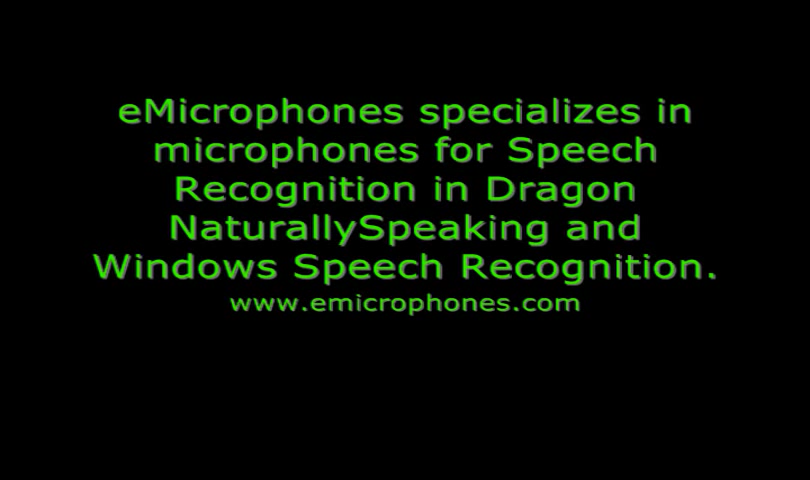 eMicrophones specializes in
microphones for Speech
Recognition in Dragon
NaturallySpeaking and
Windows Speech Recognition.
www.emicrophones.com